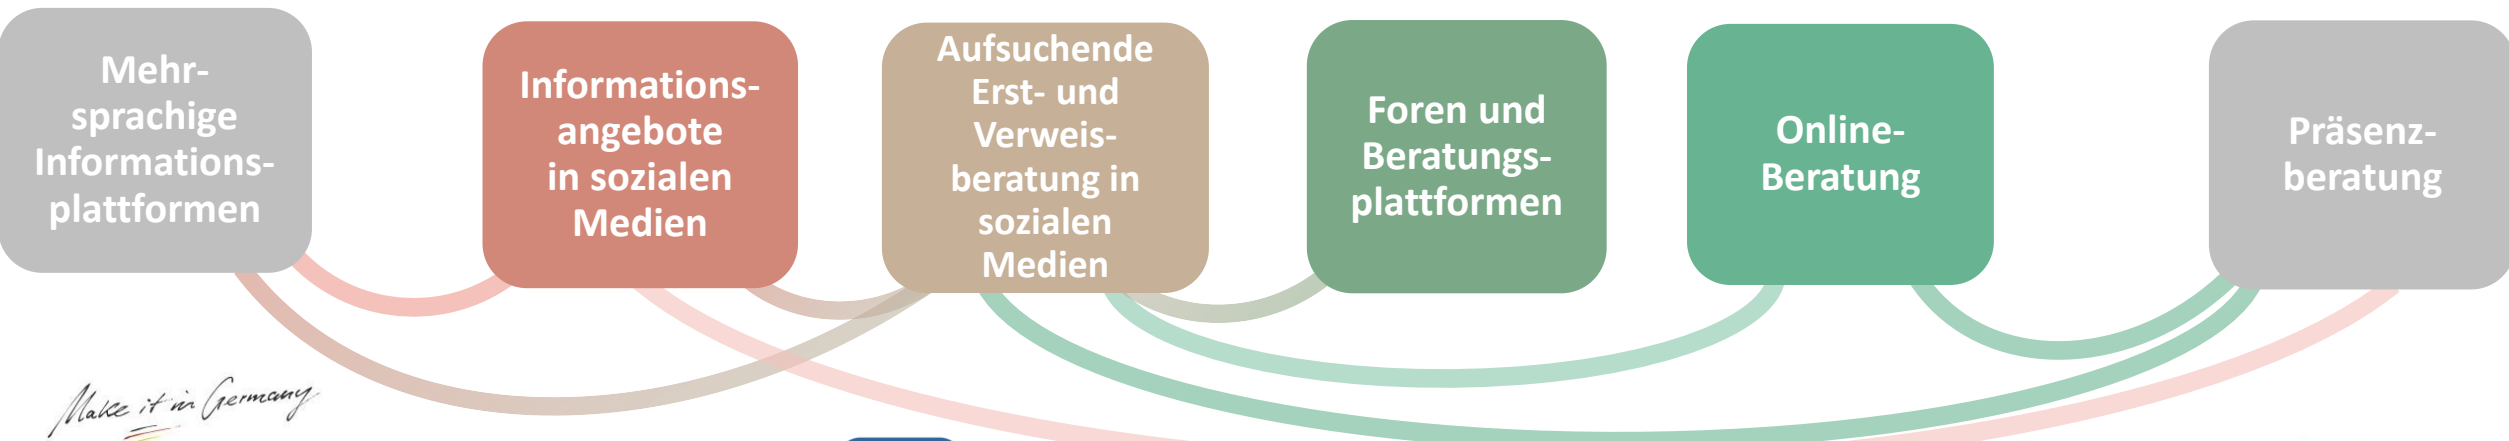 Mehr-
sprachige
Informations-
plattformen
Informations-
angebote
in sozialen
Medien
Aufsuchende
Erst- und
Verweis-
beratung in
sozialen
Medien
Foren und
Beratungs-
plattformen
Online-
Beratung
Präsenz-
beratung
Make it in Germany